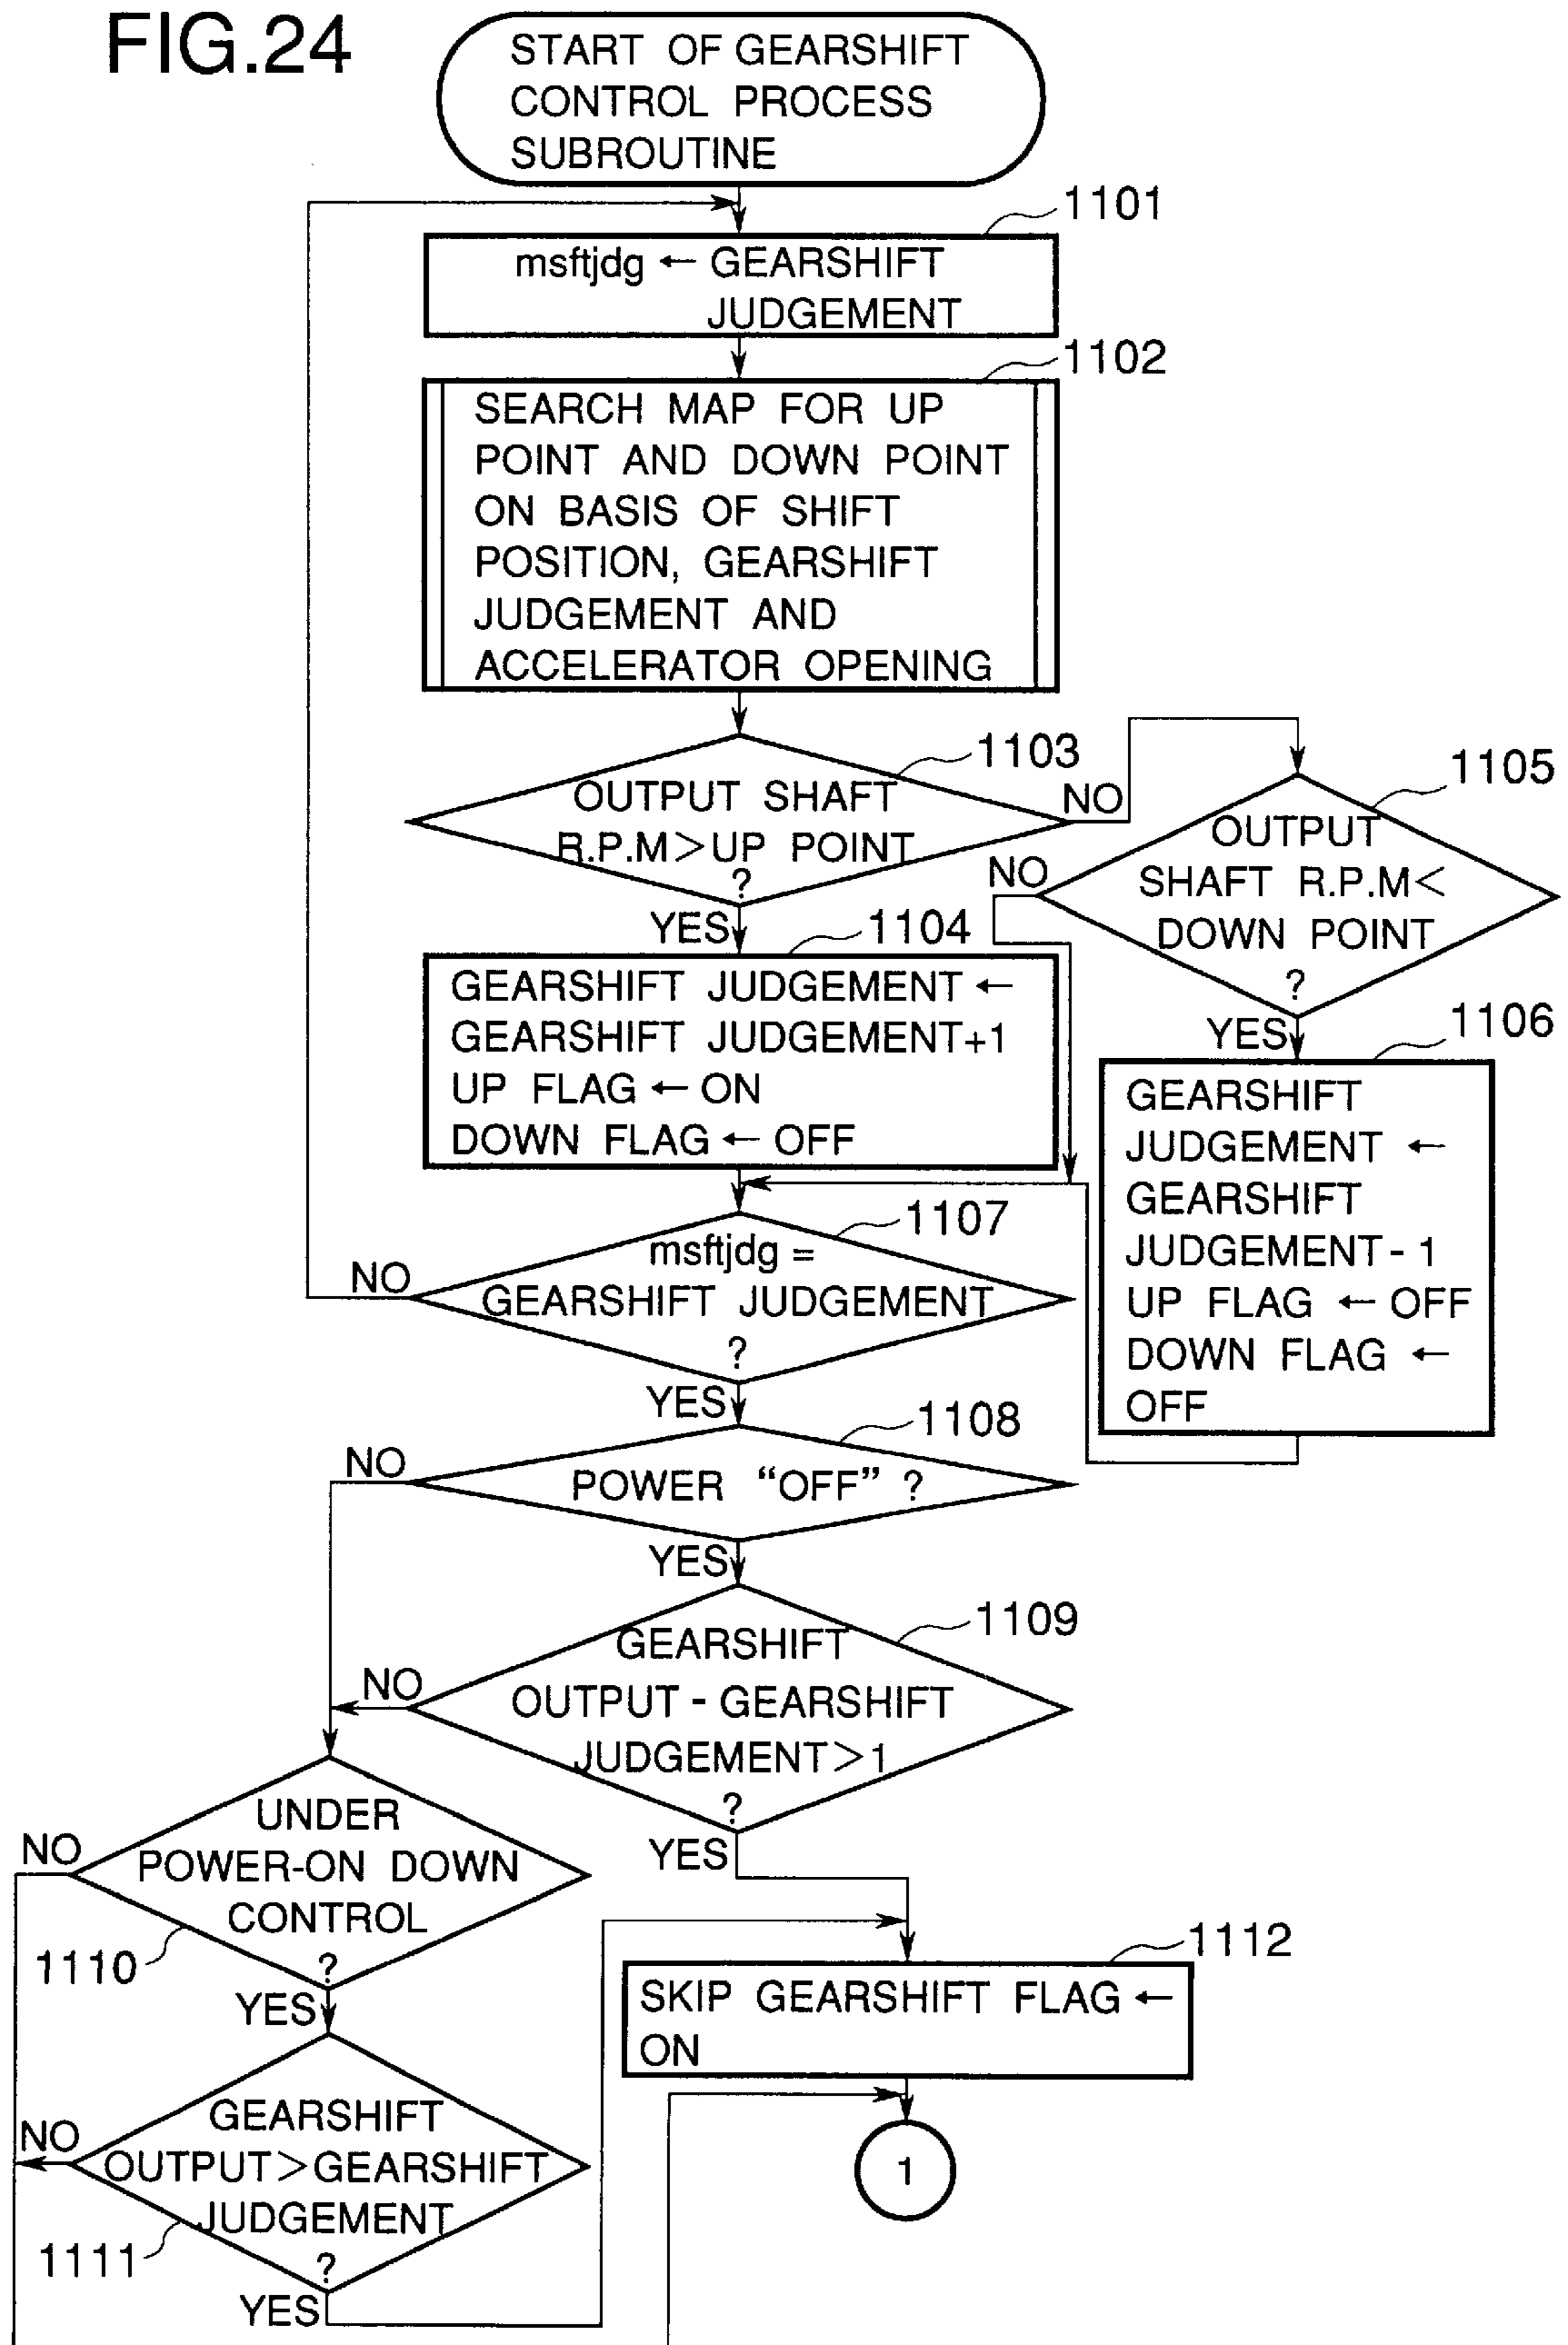 FIG.24
START OF GEARSHIFT
CONTROL PROCESS
SUBROUTINE
1101
msftjdg ← GEARSHIFT
JUDGEMENT
1102
SEARCH MAP FOR UP
POINT AND DOWN POINT
ON BASIS OF SHIFT
POSITION, GEARSHIFT
JUDGEMENT AND
ACCELERATOR OPENING
1103
OUTPUT SHAFT
R.P.M>UP POINT
?
NO
YES
1105
OUTPUT
SHAFT R.P.M<
DOWN POINT
?
NO
YES
1104
GEARSHIFT JUDGEMENT ←
GEARSHIFT JUDGEMENT+1
UP FLAG ← ON
DOWN FLAG ← OFF
1106
GEARSHIFT
JUDGEMENT ←
GEARSHIFT
JUDGEMENT-1
UP FLAG ← OFF
DOWN FLAG ←
OFF
1107
msftjdg =
GEARSHIFT JUDGEMENT
?
NO
YES
1108
POWER “OFF” ?
NO
YES
1109
GEARSHIFT
OUTPUT - GEARSHIFT
JUDGEMENT>1
?
NO
YES
1110
UNDER
POWER-ON DOWN
CONTROL
?
NO
YES
1111
GEARSHIFT
OUTPUT>GEARSHIFT
JUDGEMENT
?
NO
YES
1112
SKIP GEARSHIFT FLAG ←
ON
1